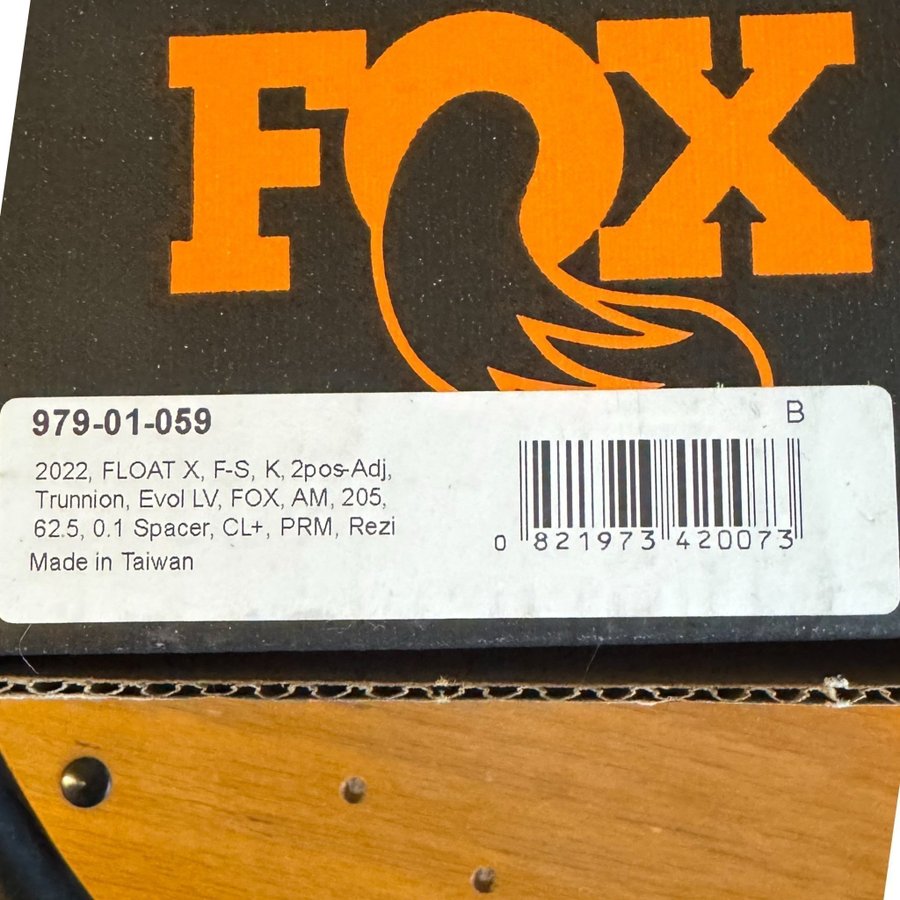 FOX
979-01-059
B
2022, FLOAT X, F-S, K, 2pos-Adj,
Trunnion, Evol LV, FOX, AM, 205,
62.5, 0.1 Spacer, CL+, PRM, Rezi
Made in Taiwan
0 821973 420073